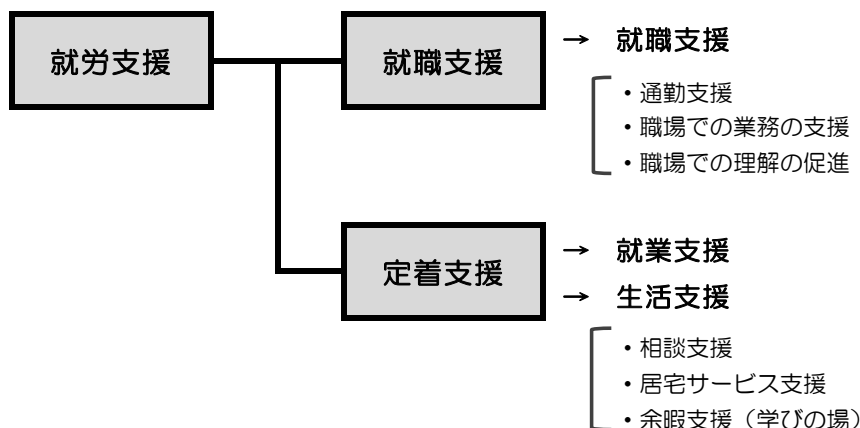 就労支援
就職支援
→ 就職支援
・通勤支援
・職場での業務の支援
・職場での理解の促進
定着支援
→ 就業支援
→ 生活支援
・相談支援
・居宅サービス支援
・余暇支援（学びの場）